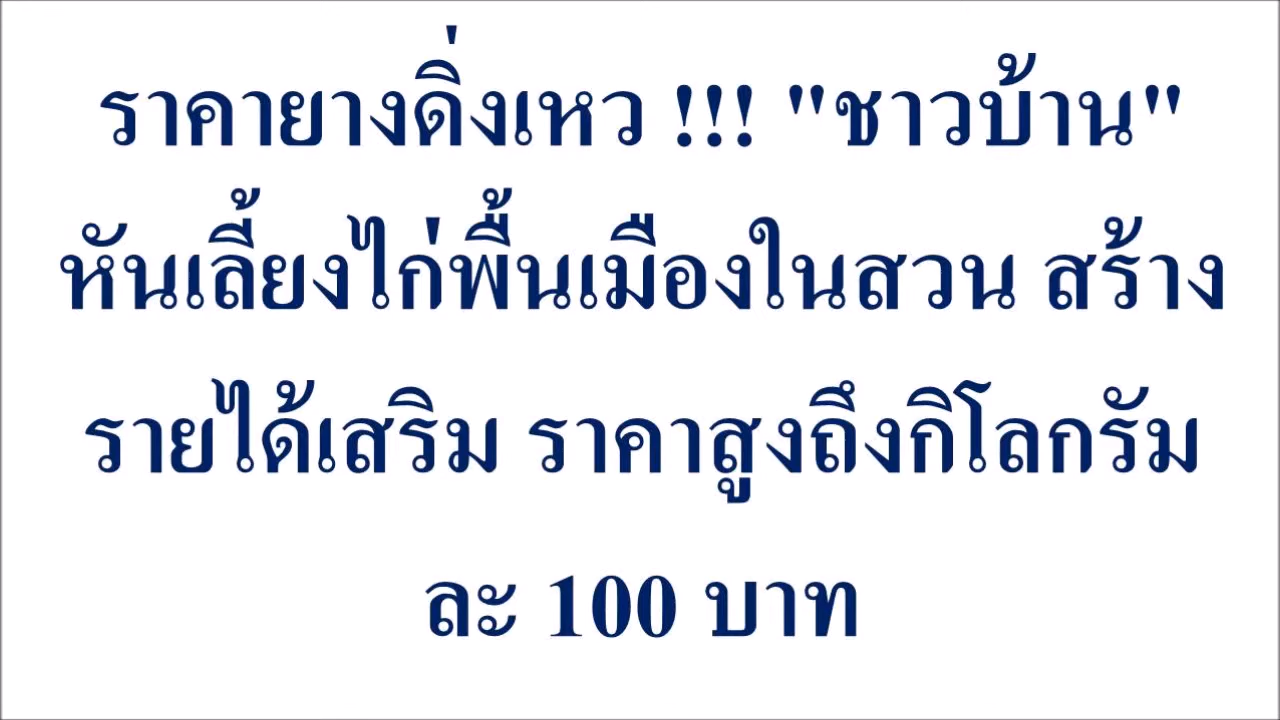 ราคายางดิ่งเหว !!! "ชาวบ้าน"
หันเลี้ยงไก่พื้นเมืองในสวน สร้าง
รายได้เสริม ราคาสูงถึงกิโลกรัม
ละ 100 บาท